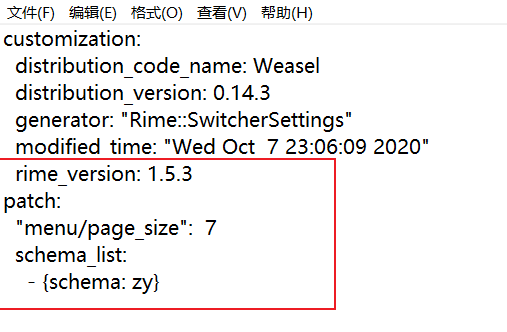 文件(F) 编辑(E) 格式(O) 查看(V) 帮助(H)
customization:
distribution_code_name: Weasel
distribution_version: 0.14.3
generator: "Rime::SwitcherSettings"
modified_time: "Wed Oct  7 23:06:09 2020"
rime_version: 1.5.3
patch:
"menu/page_size":  7
schema_list:
- {schema: zy}